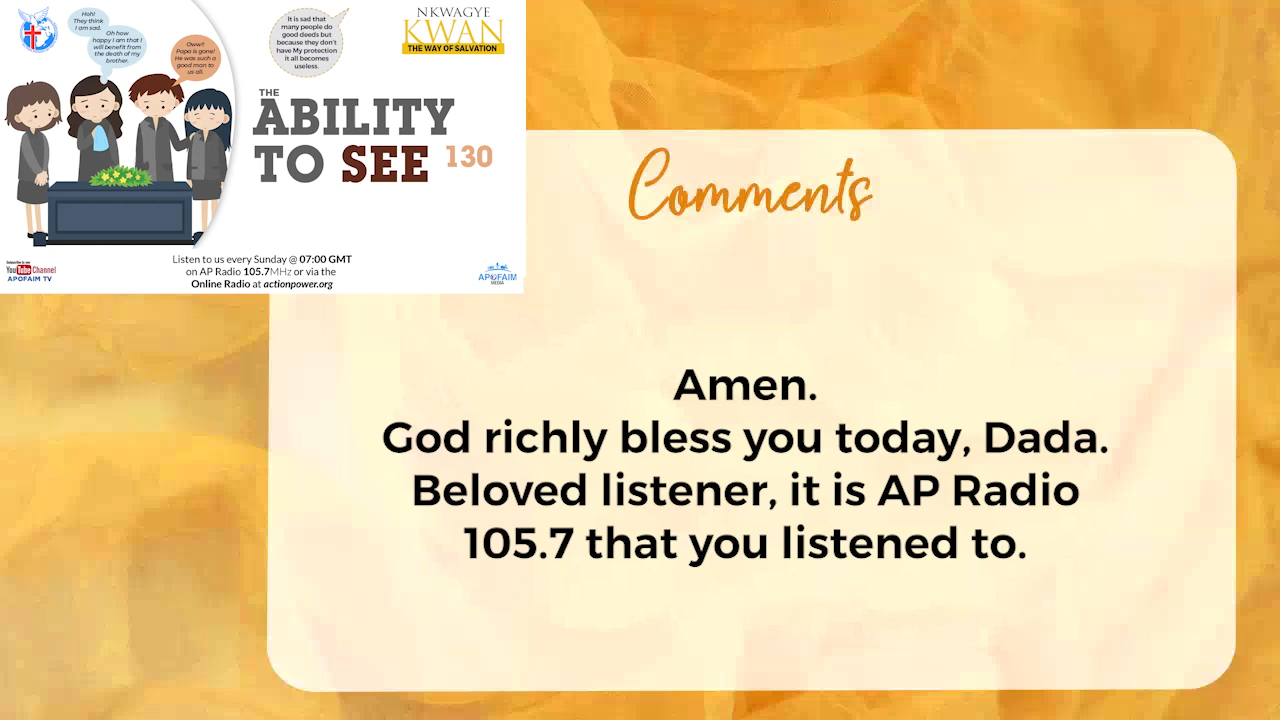 Hoh!
They think
I am sad.
Oh how
happy I am that I
will benefit from
the death of my
brother.
Oww!!
Papa is gone!
He was such a
good man to
us all.
It is sad that
many people do
good deeds but
because they don't
have My protection
it all becomes
useless.
NKWAGYE
KWAN
THE WAY OF SALVATION
THE
ABILITY
TO SEE 130
Listen to us every Sunday @ 07:00 GMT
on AP Radio 105.7MHz or via the
Online Radio at actionpower.org
Subscribe to our
YouTube Channel
APOFAIM TV
APOFAIM
MEDIA
Comments
Amen.
God richly bless you today, Dada.
Beloved listener, it is AP Radio
105.7 that you listened to.